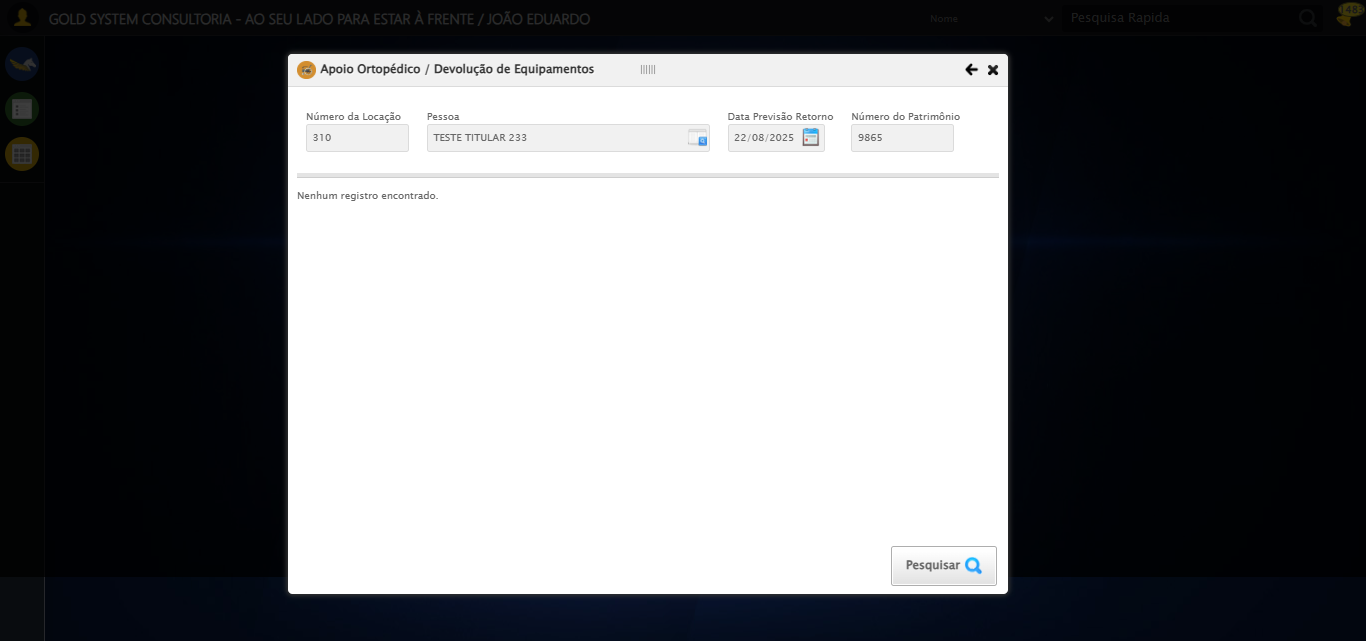 GOLD SYSTEM CONSULTORIA - AO SEU LADO PARA ESTAR À FRENTE / JOÃO EDUARDO
Nome
Pesquisa Rapida
Apoio Ortopédico / Devolução de Equipamentos
Número da Locação
Pessoa
Data Previsão Retorno
Número do Patrimônio
310
TESTE TITULAR 233
22/08/2025
9865
Nenhum registro encontrado.
Pesquisar